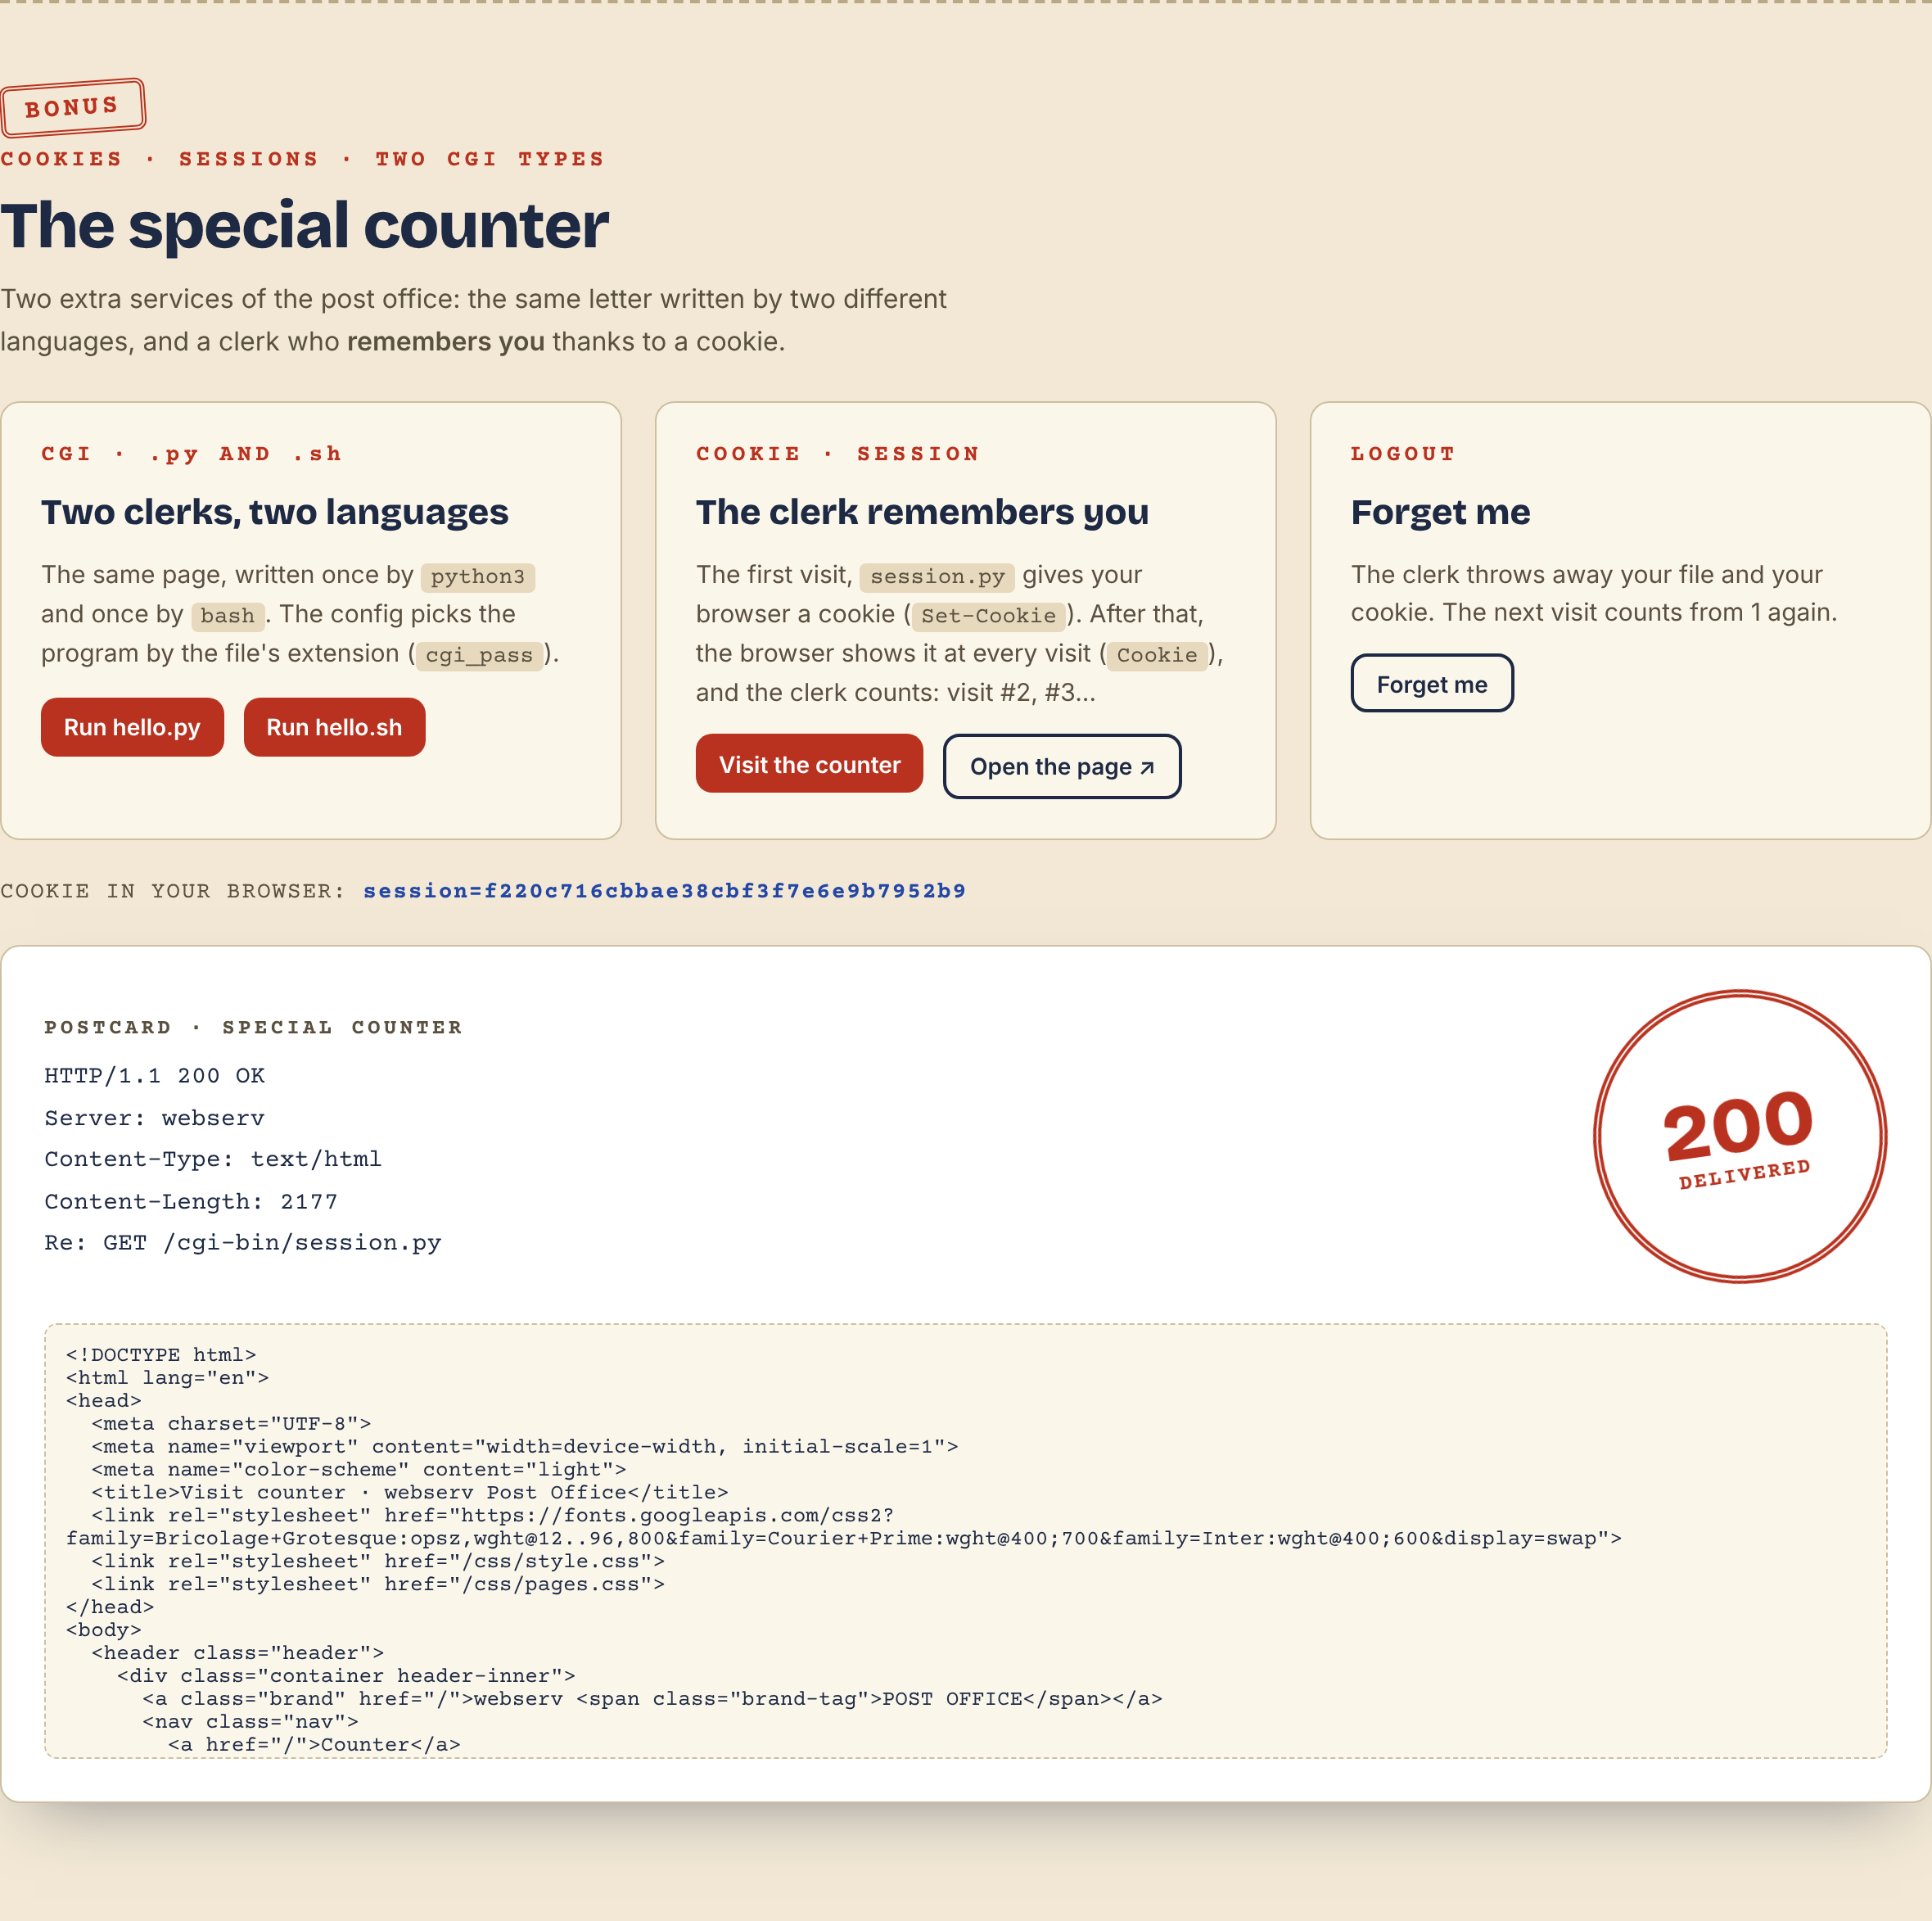 BONUS
COOKIES · SESSIONS · TWO CGI TYPES
The special counter
Two extra services of the post office: the same letter written by two different
languages, and a clerk who remembers you thanks to a cookie.
CGI · .py AND .sh
Two clerks, two languages
The same page, written once by python3
and once by bash. The config picks the
program by the file's extension (cgi_pass).
Run hello.py
Run hello.sh
COOKIE · SESSION
The clerk remembers you
The first visit, session.py gives your
browser a cookie (Set-Cookie). After that,
the browser shows it at every visit (Cookie),
and the clerk counts: visit #2, #3...
Visit the counter
Open the page ↗
LOGOUT
Forget me
The clerk throws away your file and your
cookie. The next visit counts from 1 again.
Forget me
COOKIE IN YOUR BROWSER: session=f220c716cbbae38cbf3f7e6e9b7952b9
POSTCARD · SPECIAL COUNTER
HTTP/1.1 200 OK
Server: webserv
Content-Type: text/html
Content-Length: 2177
Re: GET /cgi-bin/session.py
200
DELIVERED
<!DOCTYPE html>
<html lang="en">
<head>
  <meta charset="UTF-8">
  <meta name="viewport" content="width=device-width, initial-scale=1">
  <meta name="color-scheme" content="light">
  <title>Visit counter · webserv Post Office</title>
  <link rel="stylesheet" href="https://fonts.googleapis.com/css2?
family=Bricolage+Grotesque:opsz,wght@12..96,800&family=Courier+Prime:wght@400;700&family=Inter:wght@400;600&display=swap">
  <link rel="stylesheet" href="/css/style.css">
  <link rel="stylesheet" href="/css/pages.css">
</head>
<body>
  <header class="header">
    <div class="container header-inner">
      <a class="brand" href="/">webserv <span class="brand-tag">POST OFFICE</span></a>
      <nav class="nav">
        <a href="/">Counter</a>